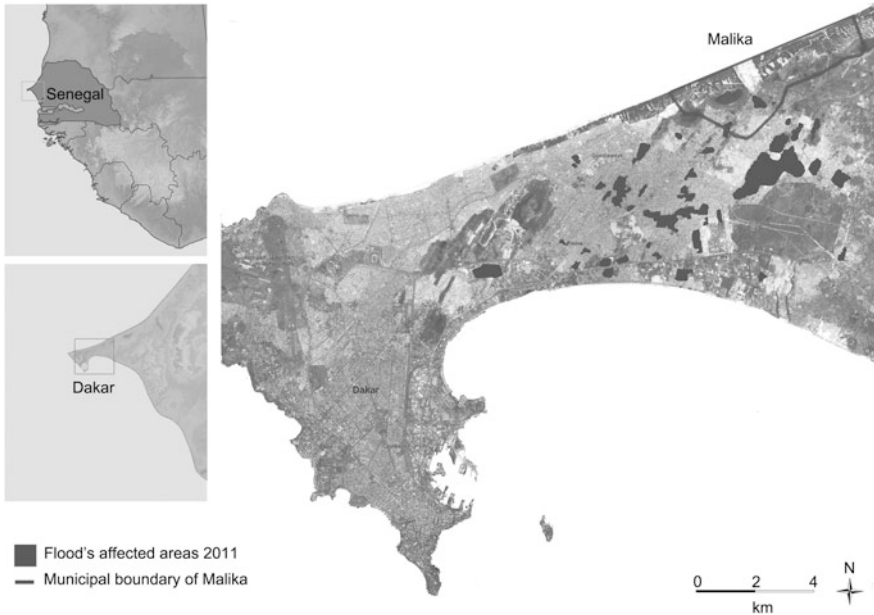 Senegal
Dakar
Malika
Dakar
Flood's affected areas 2011
Municipal boundary of Malika
0 2 4
km
N